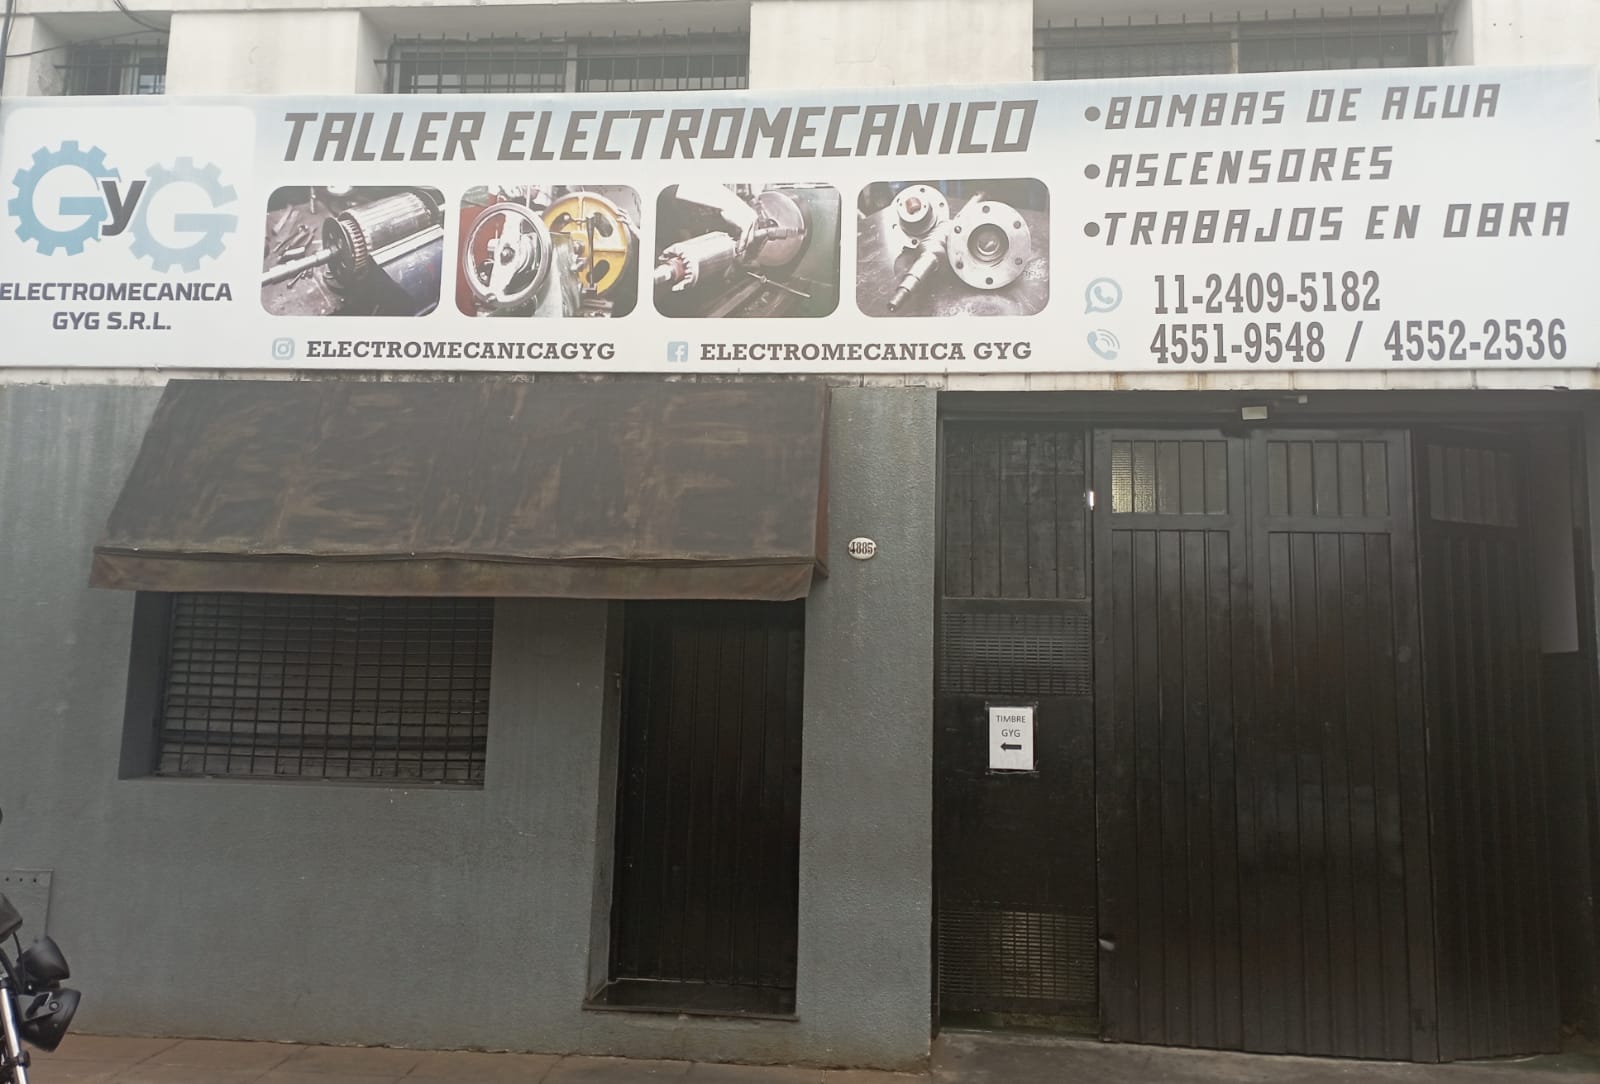 GyG
ELECTROMECANICA
GYG S.R.L.
TALLER ELECTROMECANICO
ELECTROMECANICAGYG
ELECTROMECANICA GYG
•BOMBAS DE AGUA
•ASCENSORES
•TRABAJOS EN OBRA
11-2409-5182
4551-9548 / 4552-2536
4885
TIMBRE
GYG